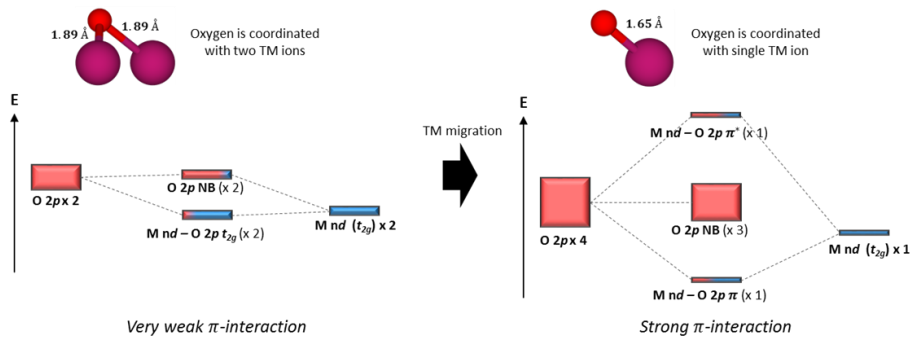 1.89 Å
1.89 Å
Oxygen is coordinated
with two TM ions
1.65 Å
Oxygen is coordinated
with single TM ion
E
O 2p x 2
O 2p NB (x 2)
M nd – O 2p t2g (x 2)
M nd (t2g) x 2
Very weak π-interaction
TM migration
E
M nd – O 2p π* (x 1)
O 2p x 4
O 2p NB (x 3)
M nd (t2g) x 1
M nd – O 2p π (x 1)
Strong π-interaction